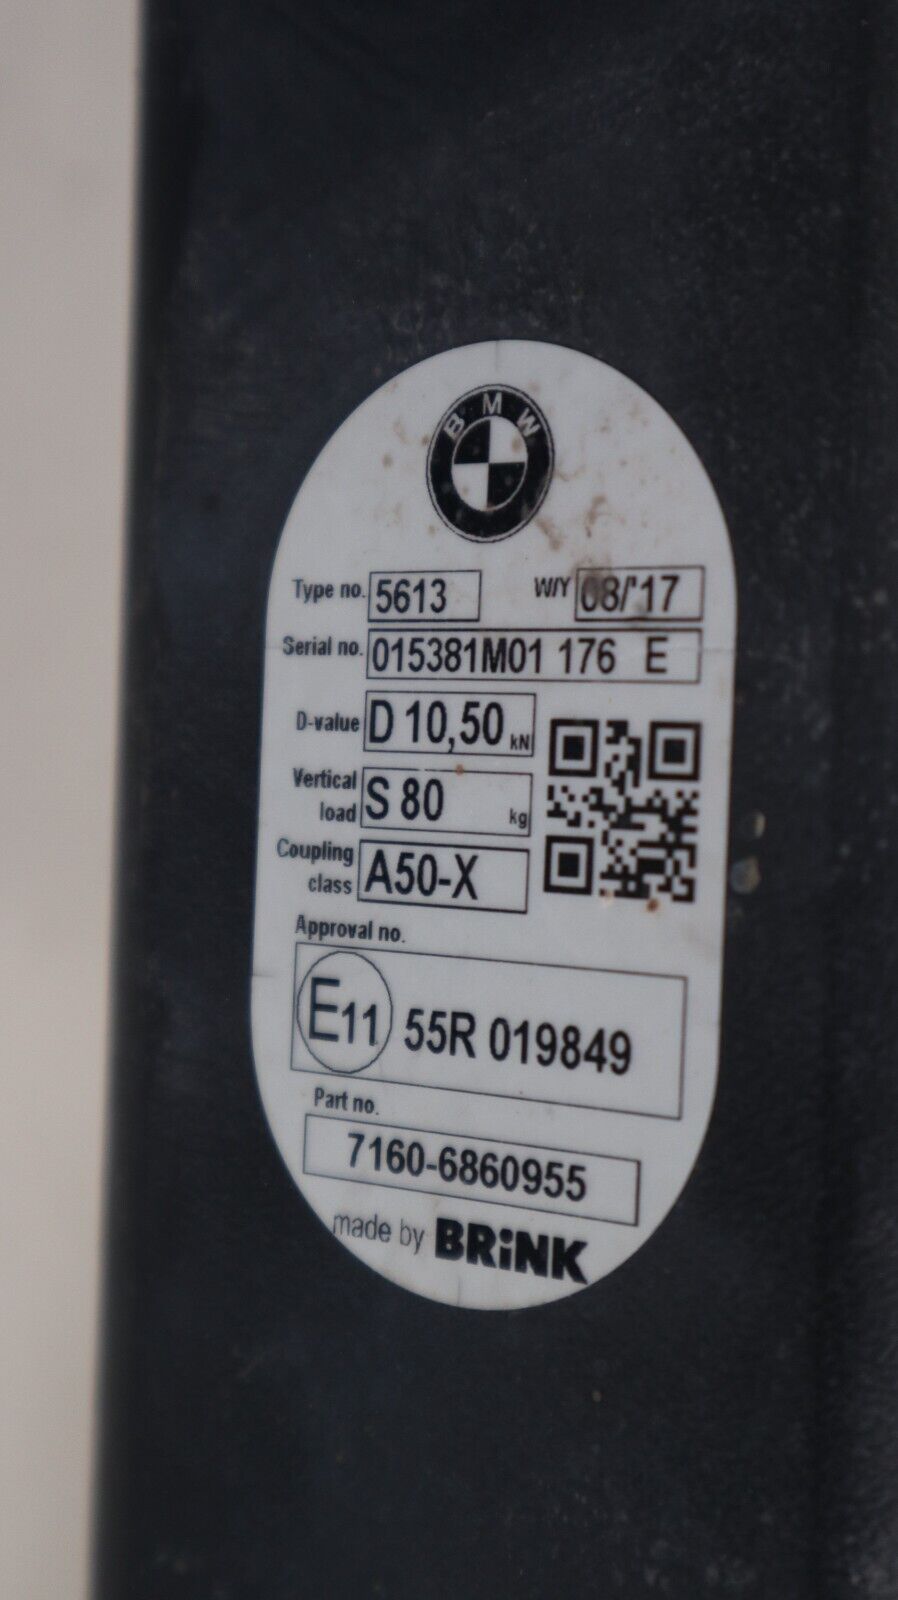 BMW
Type no. 5613 W/Y 08/'17
Serial no. 015381M01 176 E
D-value D 10,50 kN
Vertical load S 80 kg
Coupling class A50-X
Approval no.
E11 55R 019849
Part no.
7160-6860955
made by BRiNK